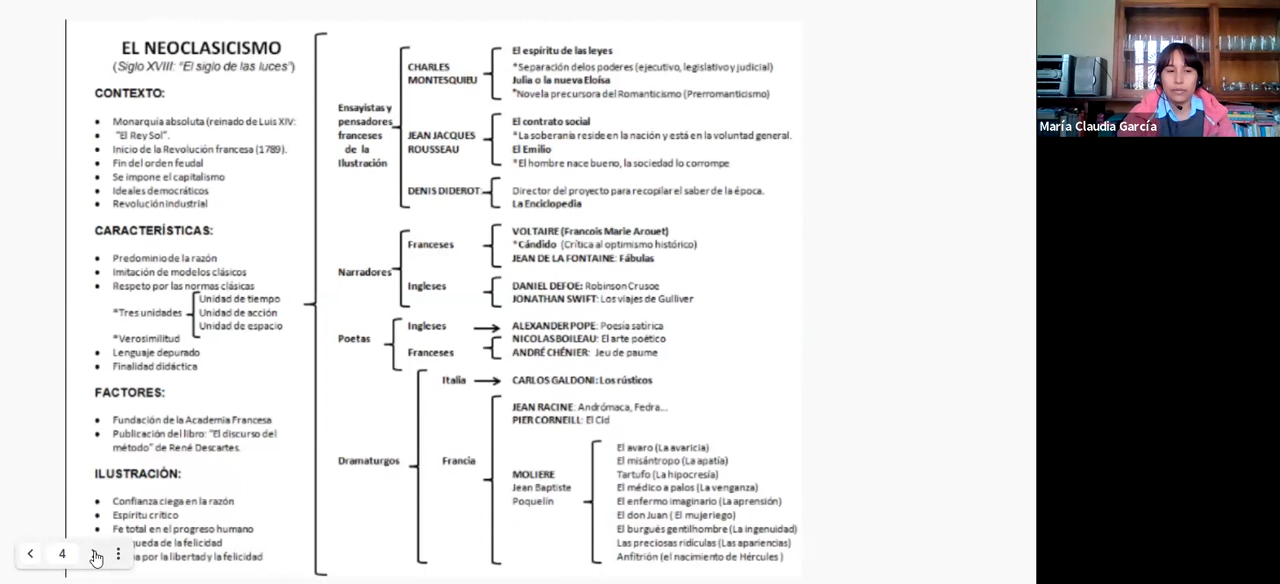 EL NEOCLASICISMO
(Siglo XVIII: "El siglo de las luces")
CONTEXTO:
• Monarquía absoluta (reinado de Luis XIV:
• "El Rey Sol".
• Inicio de la Revolución francesa (1789).
• Fin del orden feudal
• Se impone el capitalismo
• Ideales democráticos
• Revolución industrial
CARACTERÍSTICAS:
• Predominio de la razón
• Imitación de modelos clásicos
• Respeto por las normas clásicas
*Tres unidades
Unidad de tiempo
Unidad de acción
Unidad de espacio
*Verosimilitud
• Lenguaje depurado
• Finalidad didáctica
FACTORES:
• Fundación de la Academia Francesa
• Publicación del libro: "El discurso del
método" de René Descartes.
ILUSTRACIÓN:
• Confianza ciega en la razón
• Espíritu crítico
• Fe total en el progreso humano
de la felicidad
por la libertad y la felicidad
4
Ensayistas y
pensadores
franceses
de la
Ilustración
CHARLES
MONTESQUIEU
El espíritu de las leyes
*Separación delos poderes (ejecutivo, legislativo y judicial)
Julia o la nueva Eloísa
*Novela precursora del Romanticismo (Prerromanticismo)
JEAN JACQUES
ROUSSEAU
El contrato social
*La soberanía reside en la nación y está en la voluntad general.
El Emilio
*El hombre nace bueno, la sociedad lo corrompe
DENIS DIDEROT
Director del proyecto para recopilar el saber de la época.
La Enciclopedia
Narradores
Franceses
VOLTAIRE (Francois Marie Arouet)
*Cándido (Crítica al optimismo histórico)
JEAN DE LA FONTAINE: Fábulas
Ingleses
DANIEL DEFOE: Robinson Crusoe
JONATHAN SWIFT: Los viajes de Gulliver
Poetas
Ingleses
ALEXANDER POPE: Poesía satírica
Franceses
NICOLAS BOILEAU: El arte poético
ANDRÉ CHÉNIER: Jeu de paume
Dramaturgos
Italia
CARLOS GALDONI: Los rústicos
Francia
JEAN RACINE: Andrómaca, Fedra...
PIER CORNEILL: El Cid
MOLIERE
Jean Baptiste
Poquelín
El avaro (La avaricia)
El misántropo (La apatía)
Tartufo (La hipocresía)
El médico a palos (La venganza)
El enfermo imaginario (La aprensión)
El don Juan ( El mujeriego)
El burgués gentilhombre (La ingenuidad)
Las preciosas ridículas (Las apariencias)
Anfitrión (el nacimiento de Hércules )
María Claudia García